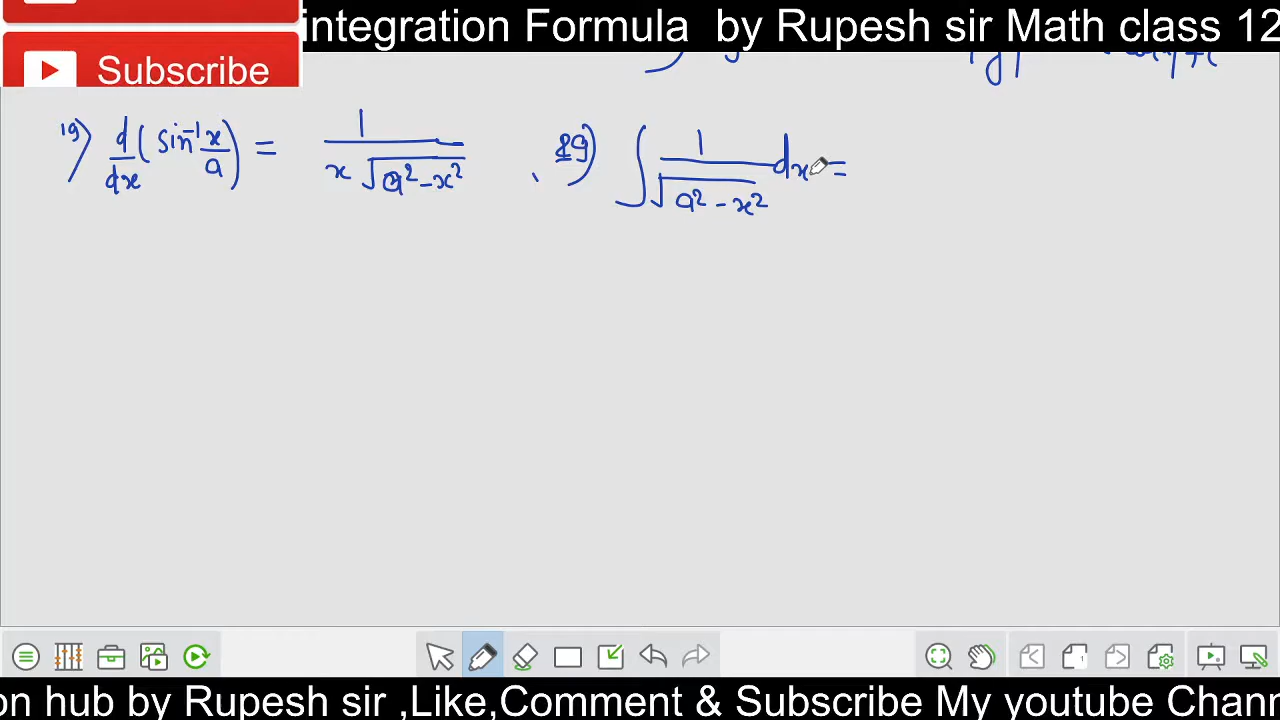 integration Formula by Rupesh sir Math class 12
Subscribe
19) d/dx (sin⁻¹ x/a) = 1/(x√(a²-x²)) , 19) ∫ 1/√(a²-x²) dx =
on hub by Rupesh sir ,Like,Comment & Subscribe My youtube Chann